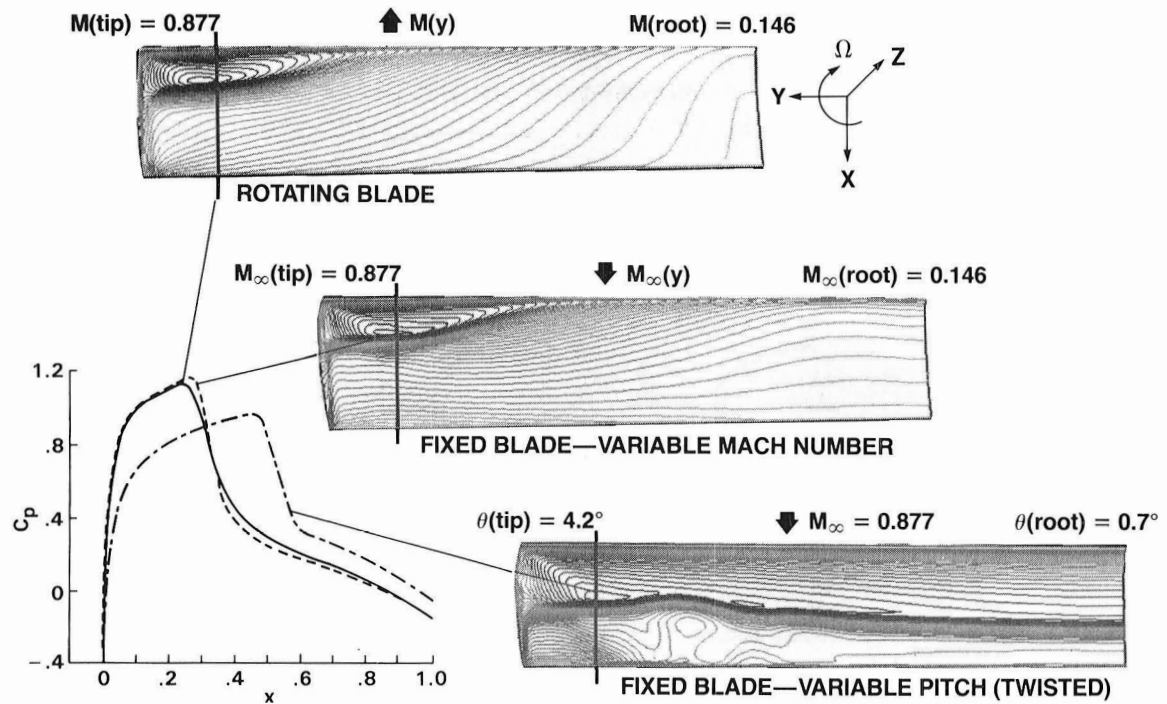 M(tip) = 0.877
M(y)
M(root) = 0.146
Ω
Z
Y
X
ROTATING BLADE
M∞(tip) = 0.877
M∞(y)
M∞(root) = 0.146
FIXED BLADE—VARIABLE MACH NUMBER
θ(tip) = 4.2°
M∞ = 0.877
θ(root) = 0.7°
FIXED BLADE—VARIABLE PITCH (TWISTED)
1.2
.8
.4
0
-.4
Cp
0 .2 .4 .6 .8 1.0
x